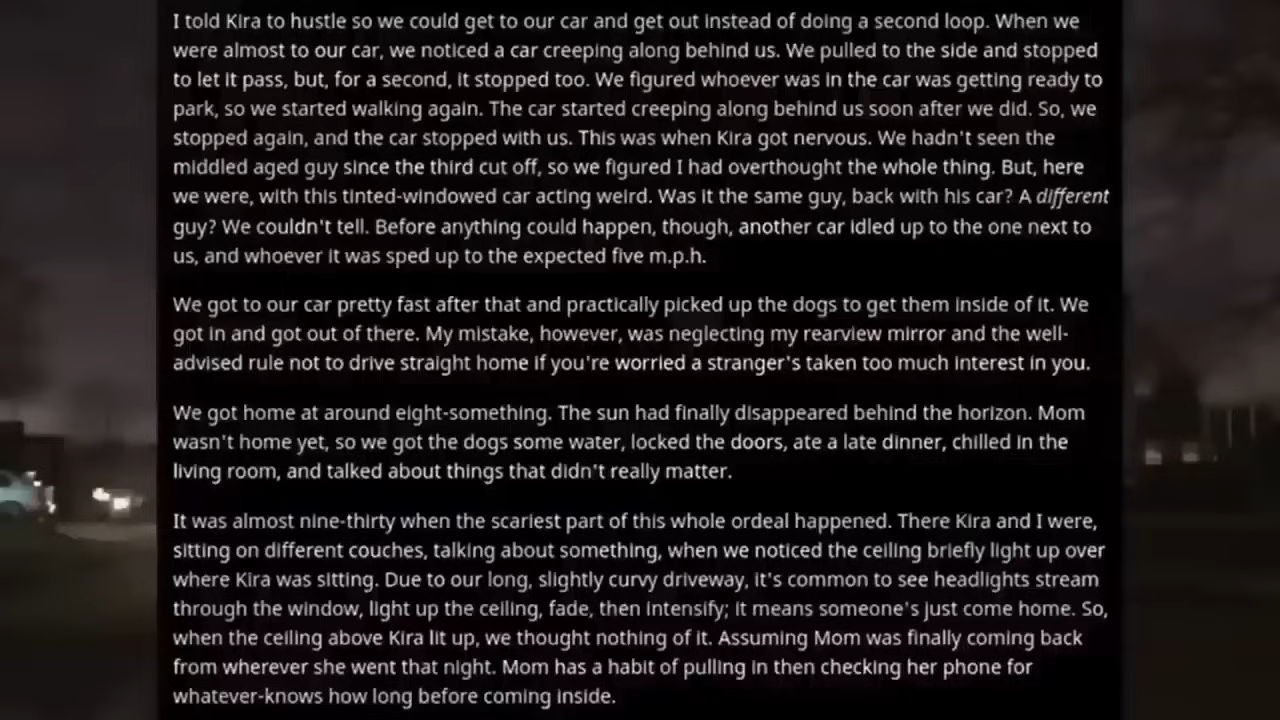 I told Kira to hustle so we could get to our car and get out instead of doing a second loop. When we
were almost to our car, we noticed a car creeping along behind us. We pulled to the side and stopped
to let it pass, but, for a second, it stopped too. We figured whoever was in the car was getting ready to
park, so we started walking again. The car started creeping along behind us soon after we did. So, we
stopped again, and the car stopped with us. This was when Kira got nervous. We hadn't seen the
middled aged guy since the third cut off, so we figured I had overthought the whole thing. But, here
we were, with this tinted-windowed car acting weird. Was it the same guy, back with his car? A different
guy? We couldn't tell. Before anything could happen, though, another car idled up to the one next to
us, and whoever it was sped up to the expected five m.p.h.
We got to our car pretty fast after that and practically picked up the dogs to get them inside of it. We
got in and got out of there. My mistake, however, was neglecting my rearview mirror and the well-
advised rule not to drive straight home if you're worried a stranger's taken too much interest in you.
We got home at around eight-something. The sun had finally disappeared behind the horizon. Mom
wasn't home yet, so we got the dogs some water, locked the doors, ate a late dinner, chilled in the
living room, and talked about things that didn't really matter.
It was almost nine-thirty when the scariest part of this whole ordeal happened. There Kira and I were,
sitting on different couches, talking about something, when we noticed the ceiling briefly light up over
where Kira was sitting. Due to our long, slightly curvy driveway, it's common to see headlights stream
through the window, light up the ceiling, fade, then intensify; it means someone's just come home. So,
when the ceiling above Kira lit up, we thought nothing of it. Assuming Mom was finally coming back
from wherever she went that night. Mom has a habit of pulling in then checking her phone for
whatever-knows how long before coming inside.